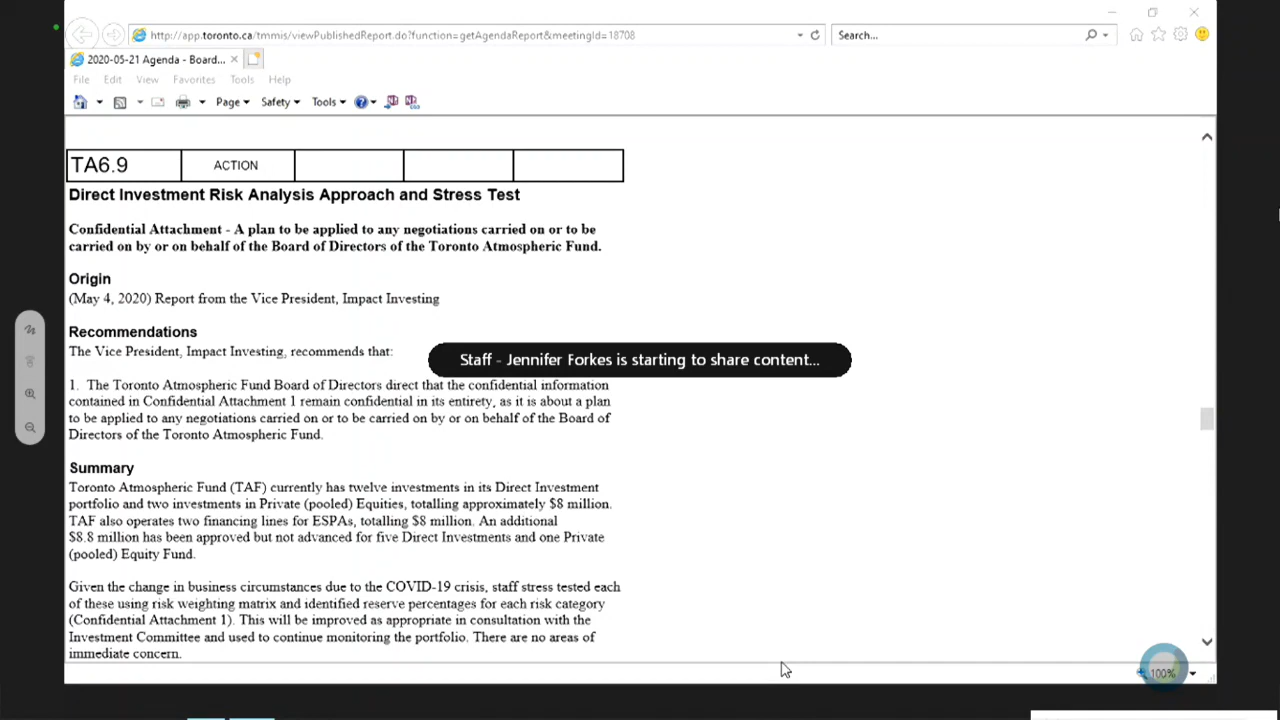 http://app.toronto.ca/tmmis/viewPublishedReport.do?function=getAgendaReport&meetingId=18708
Search...
2020-05-21 Agenda - Board...
File Edit View Favorites Tools Help
Page Safety Tools
TA6.9 ACTION
Direct Investment Risk Analysis Approach and Stress Test
Confidential Attachment - A plan to be applied to any negotiations carried on or to be
carried on by or on behalf of the Board of Directors of the Toronto Atmospheric Fund.
Origin
(May 4, 2020) Report from the Vice President, Impact Investing
Recommendations
The Vice President, Impact Investing, recommends that:
Staff - Jennifer Forkes is starting to share content...
1. The Toronto Atmospheric Fund Board of Directors direct that the confidential information
contained in Confidential Attachment 1 remain confidential in its entirety, as it is about a plan
to be applied to any negotiations carried on or to be carried on by or on behalf of the Board of
Directors of the Toronto Atmospheric Fund.
Summary
Toronto Atmospheric Fund (TAF) currently has twelve investments in its Direct Investment
portfolio and two investments in Private (pooled) Equities, totalling approximately $8 million.
TAF also operates two financing lines for ESPAs, totalling $8 million. An additional
$8.8 million has been approved but not advanced for five Direct Investments and one Private
(pooled) Equity Fund.
Given the change in business circumstances due to the COVID-19 crisis, staff stress tested each
of these using risk weighting matrix and identified reserve percentages for each risk category
(Confidential Attachment 1). This will be improved as appropriate in consultation with the
Investment Committee and used to continue monitoring the portfolio. There are no areas of
immediate concern.
100%